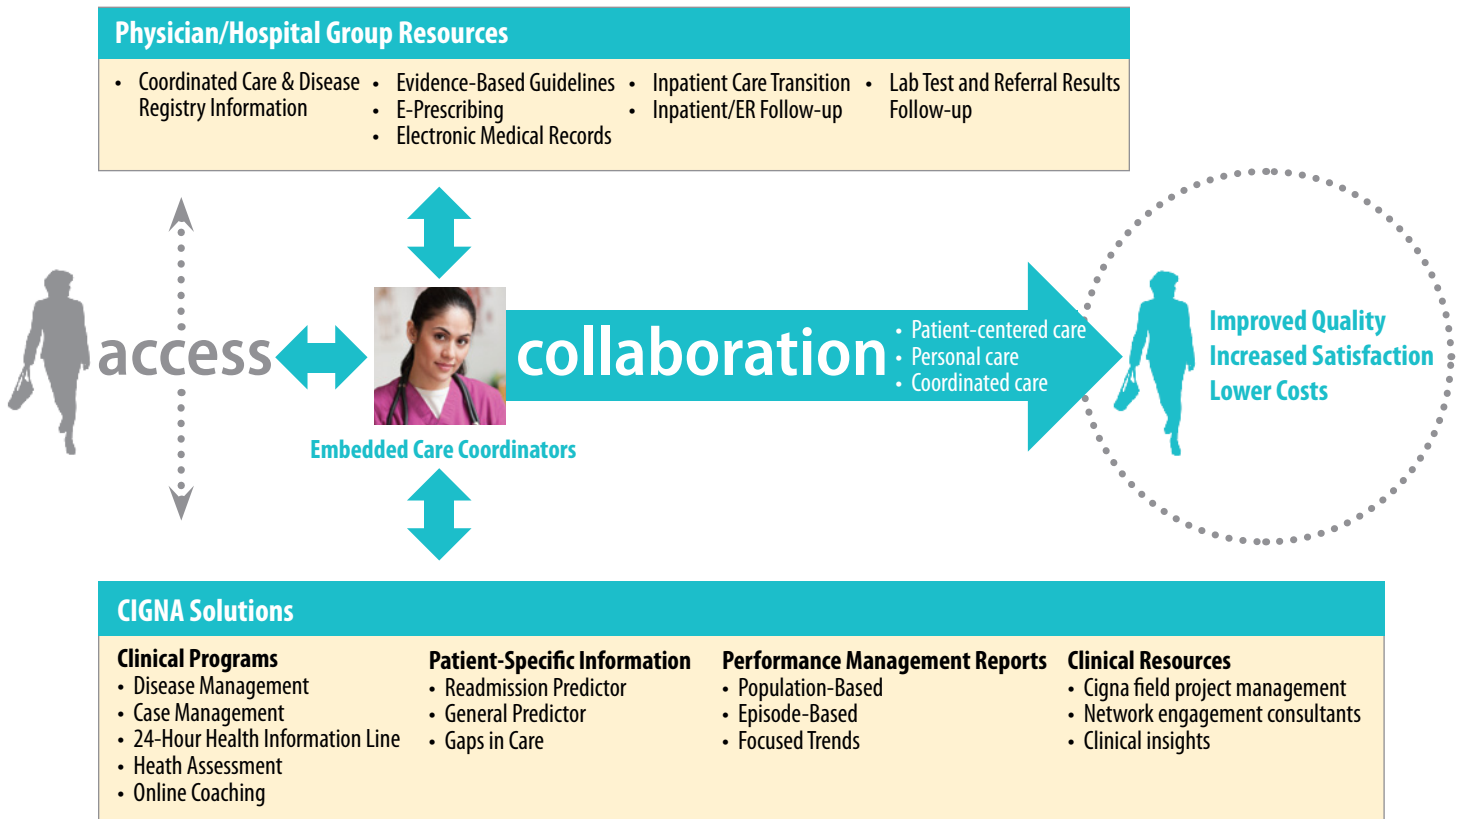 Physician/Hospital Group Resources
• Coordinated Care & Disease
Registry Information
• Evidence-Based Guidelines
• E-Prescribing
• Electronic Medical Records
• Inpatient Care Transition
• Inpatient/ER Follow-up
• Lab Test and Referral Results
Follow-up
access
collaboration
• Patient-centered care
• Personal care
• Coordinated care
Improved Quality
Increased Satisfaction
Lower Costs
Embedded Care Coordinators
CIGNA Solutions
Clinical Programs
• Disease Management
• Case Management
• 24-Hour Health Information Line
• Heath Assessment
• Online Coaching
Patient-Specific Information
• Readmission Predictor
• General Predictor
• Gaps in Care
Performance Management Reports
• Population-Based
• Episode-Based
• Focused Trends
Clinical Resources
• Cigna field project management
• Network engagement consultants
• Clinical insights